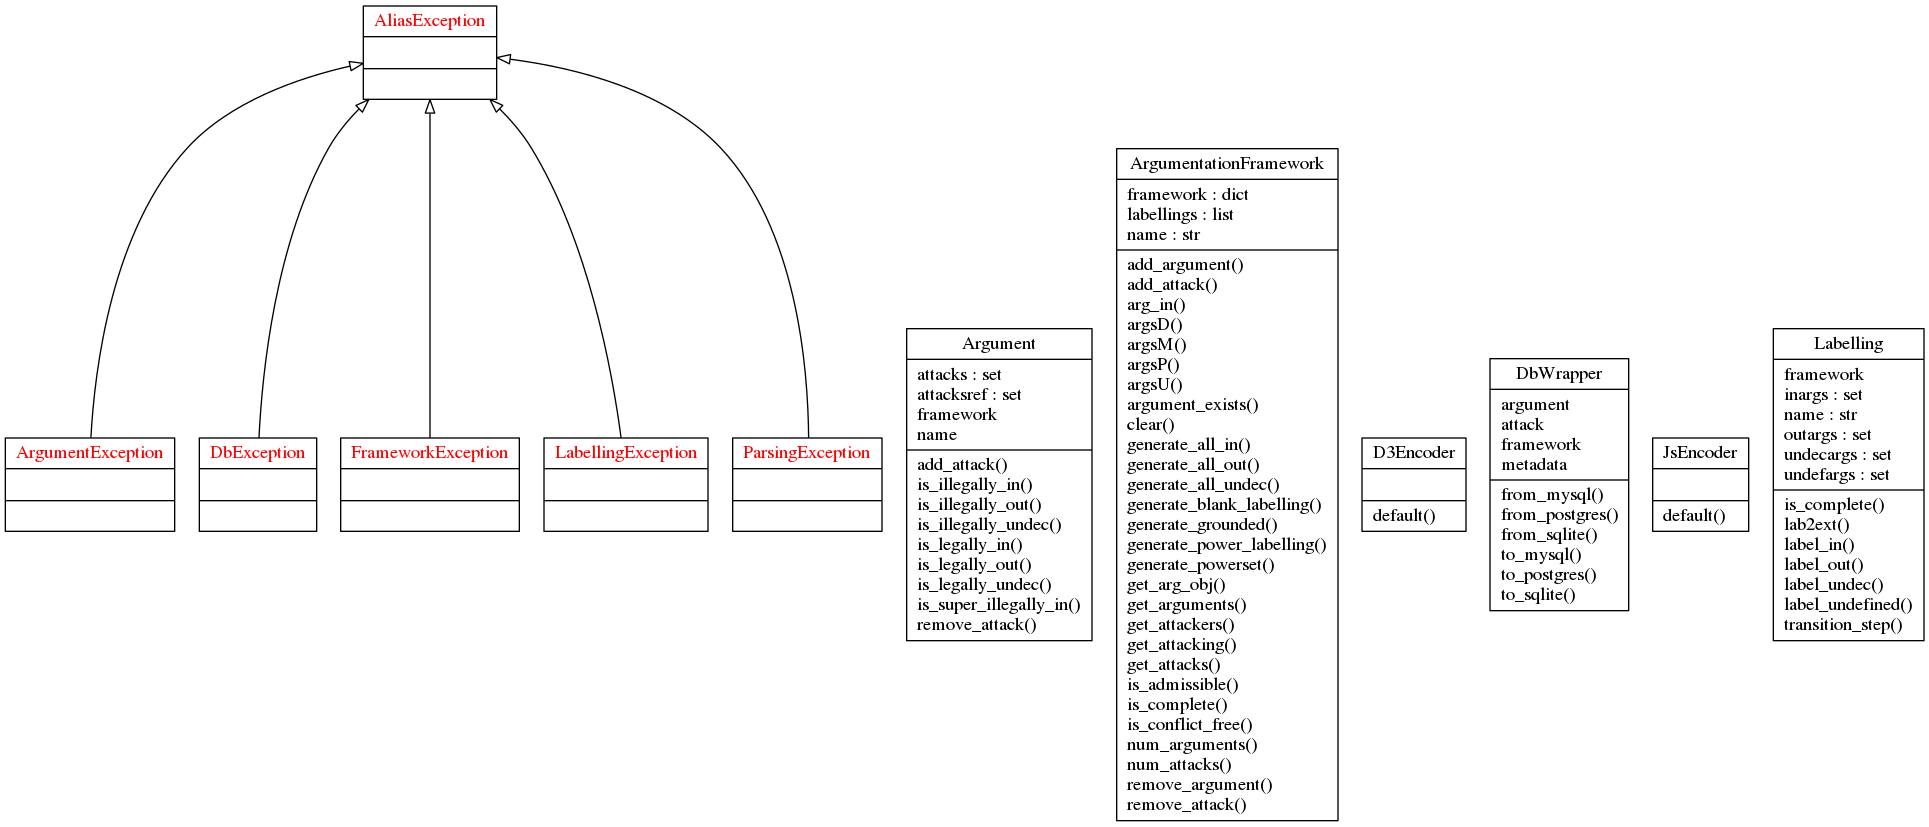 AliasException
ArgumentException
DbException
FrameworkException
LabellingException
ParsingException
Argument
attacks : set
attacksref : set
framework
name
add_attack()
is_illegally_in()
is_illegally_out()
is_illegally_undec()
is_legally_in()
is_legally_out()
is_legally_undec()
is_super_illegally_in()
remove_attack()
ArgumentationFramework
framework : dict
labellings : list
name : str
add_argument()
add_attack()
arg_in()
argsD()
argsM()
argsP()
argsU()
argument_exists()
clear()
generate_all_in()
generate_all_out()
generate_all_undec()
generate_blank_labelling()
generate_grounded()
generate_power_labelling()
generate_powerset()
get_arg_obj()
get_arguments()
get_attackers()
get_attacking()
get_attacks()
is_admissible()
is_complete()
is_conflict_free()
num_arguments()
num_attacks()
remove_argument()
remove_attack()
D3Encoder
default()
DbWrapper
argument
attack
framework
metadata
from_mysql()
from_postgres()
from_sqlite()
to_mysql()
to_postgres()
to_sqlite()
JsEncoder
default()
Labelling
framework
inargs : set
name : str
outargs : set
undecargs : set
undefargs : set
is_complete()
lab2ext()
label_in()
label_out()
label_undec()
label_undefined()
transition_step()